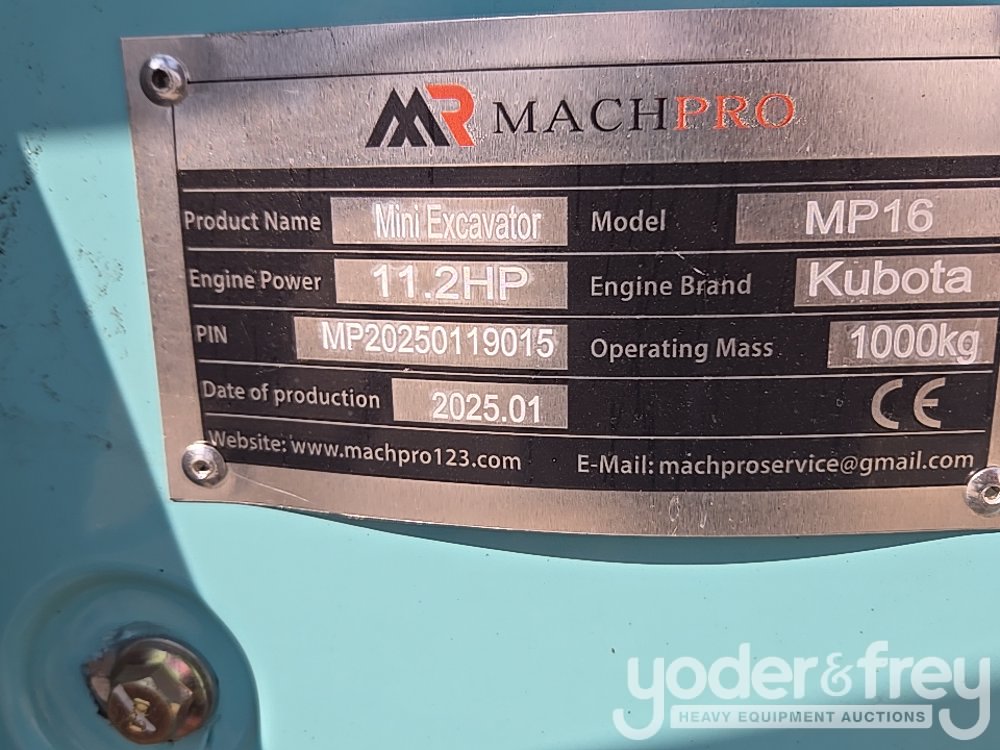 MR MACHPRO
Product Name Mini Excavator Model MP16
Engine Power 11.2HP Engine Brand Kubota
PIN MP20250119015 Operating Mass 1000kg
Date of production 2025.01 CE
Website: www.machpro123.com E-Mail: machproservice@gmail.com
yoder&frey
HEAVY EQUIPMENT AUCTIONS